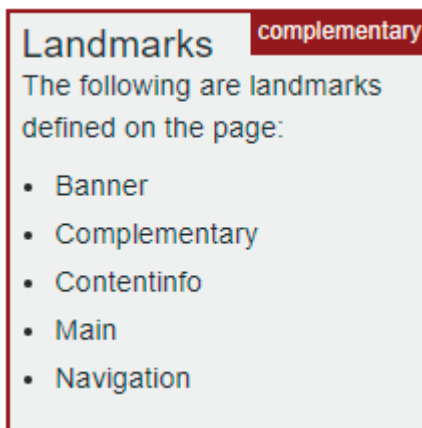 complementary
Landmarks
The following are landmarks
defined on the page:
• Banner
• Complementary
• Contentinfo
• Main
• Navigation